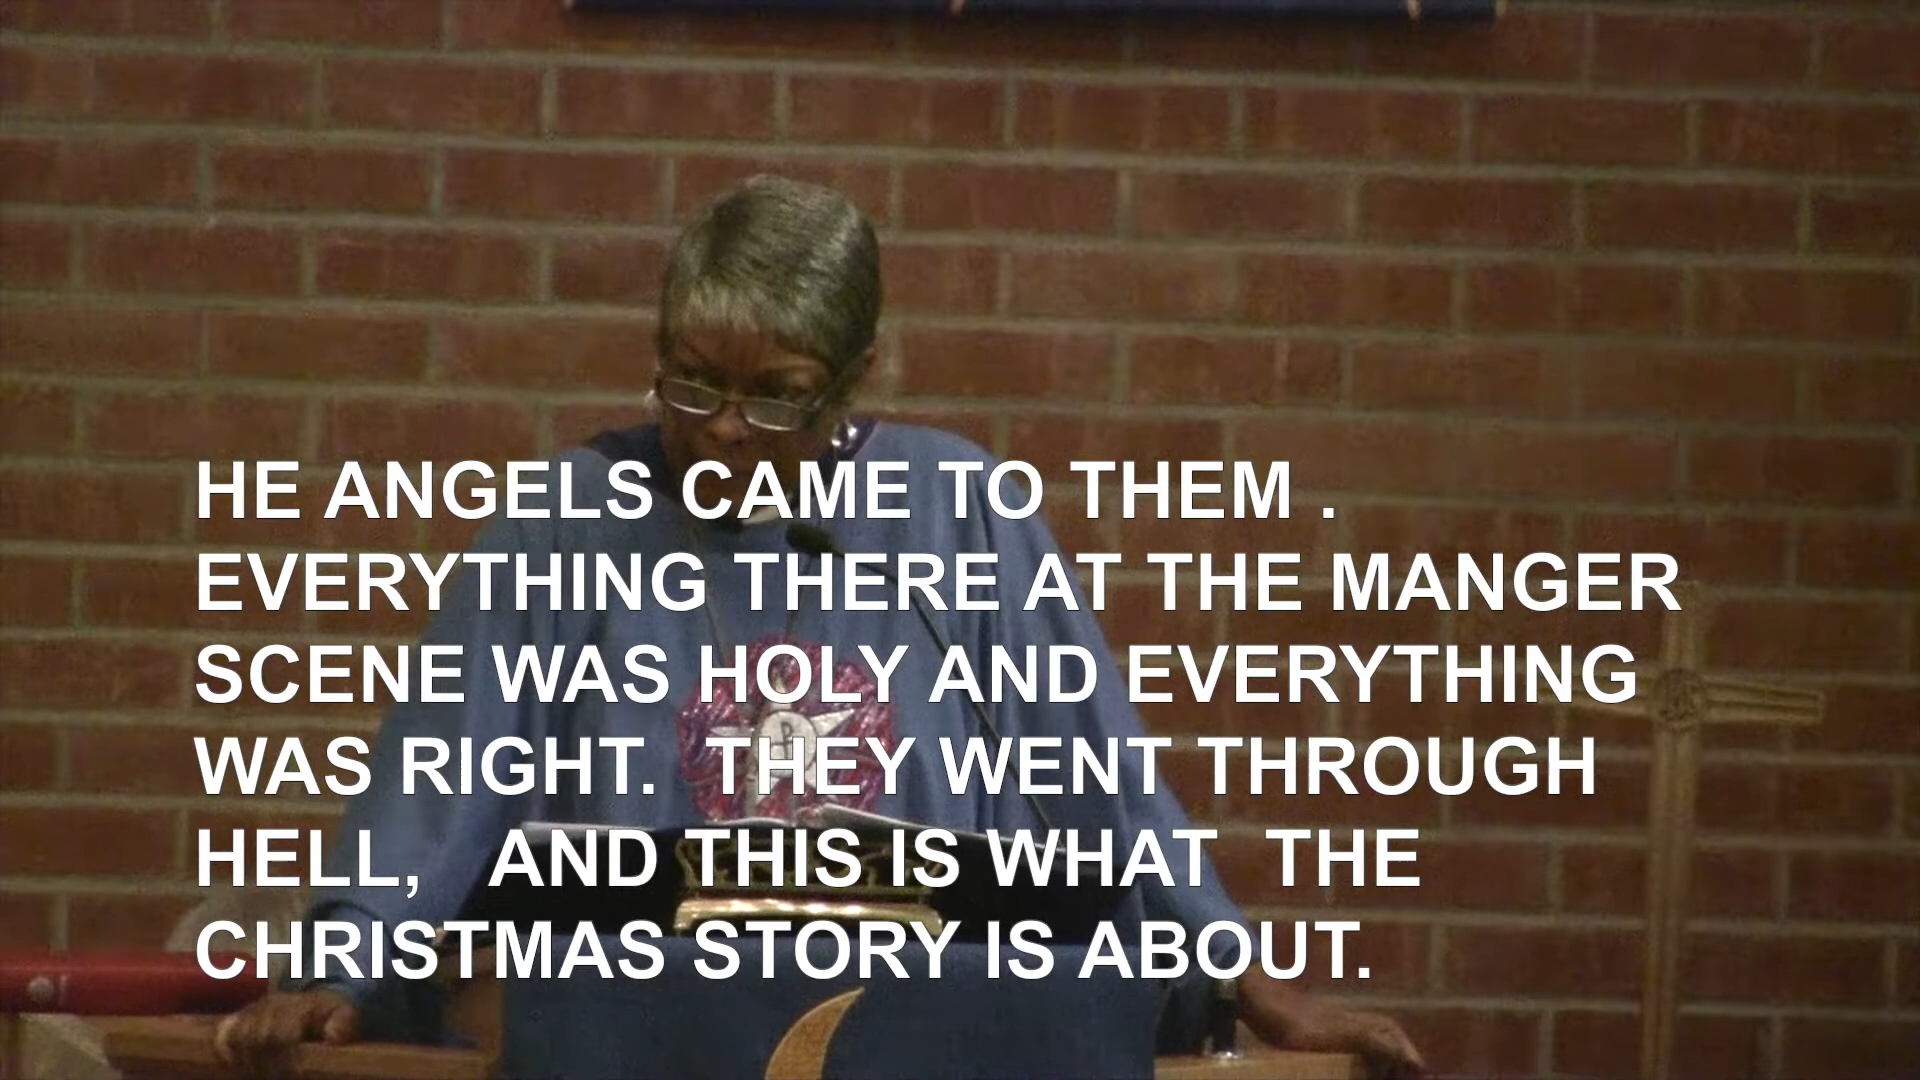 HE ANGELS CAME TO THEM .
EVERYTHING THERE AT THE MANGER
SCENE WAS HOLY AND EVERYTHING
WAS RIGHT.  THEY WENT THROUGH
HELL,   AND THIS IS WHAT  THE
CHRISTMAS STORY IS ABOUT.